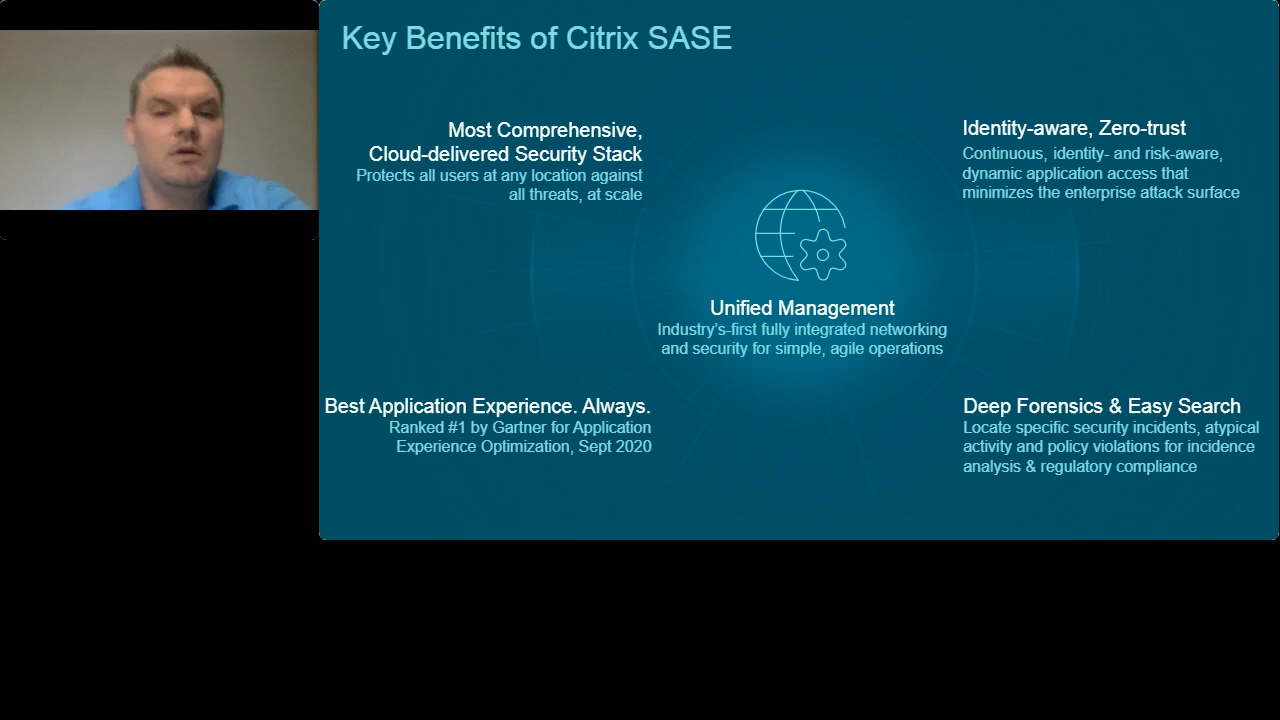 Key Benefits of Citrix SASE
Most Comprehensive,
Cloud-delivered Security Stack
Protects all users at any location against
all threats, at scale
Identity-aware, Zero-trust
Continuous, identity- and risk-aware,
dynamic application access that
minimizes the enterprise attack surface
Unified Management
Industry's-first fully integrated networking
and security for simple, agile operations
Best Application Experience. Always.
Ranked #1 by Gartner for Application
Experience Optimization, Sept 2020
Deep Forensics & Easy Search
Locate specific security incidents, atypical
activity and policy violations for incidence
analysis & regulatory compliance